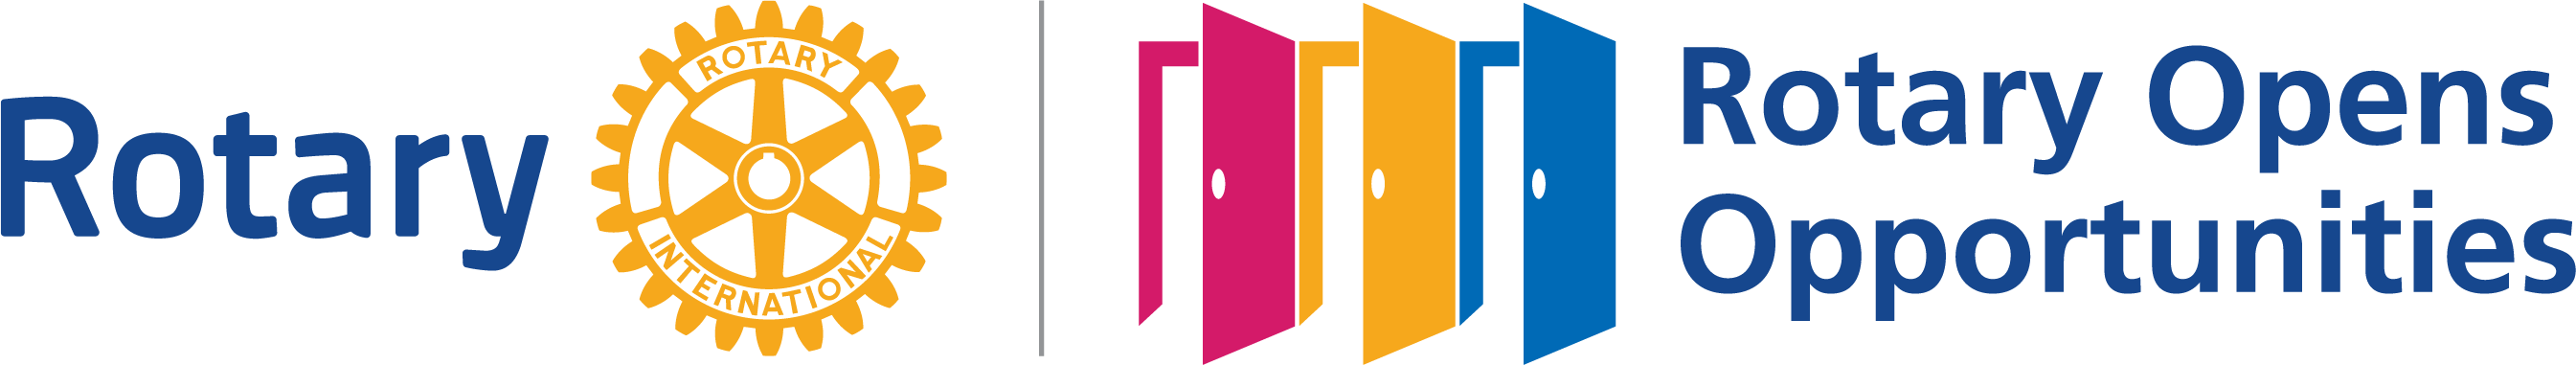 Rotary
ROTARY
INTERNATIONAL
Rotary Opens
Opportunities